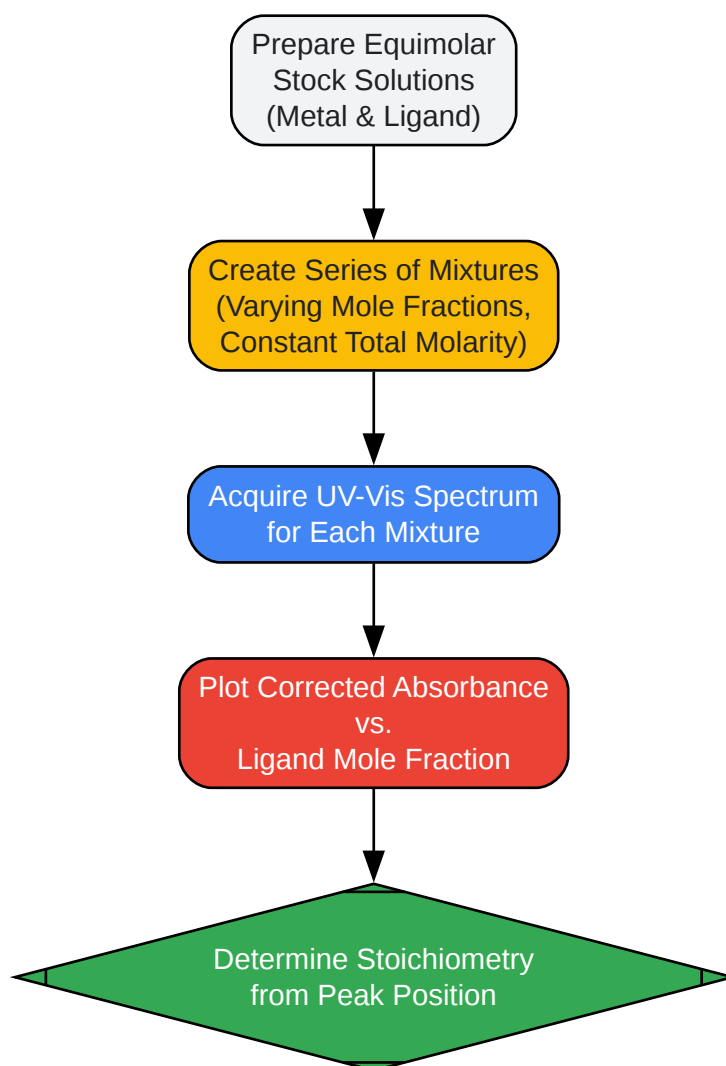 Prepare Equimolar
Stock Solutions
(Metal & Ligand)
Create Series of Mixtures
(Varying Mole Fractions,
Constant Total Molarity)
Acquire UV-Vis Spectrum
for Each Mixture
Plot Corrected Absorbance
vs.
Ligand Mole Fraction
Determine Stoichiometry
from Peak Position